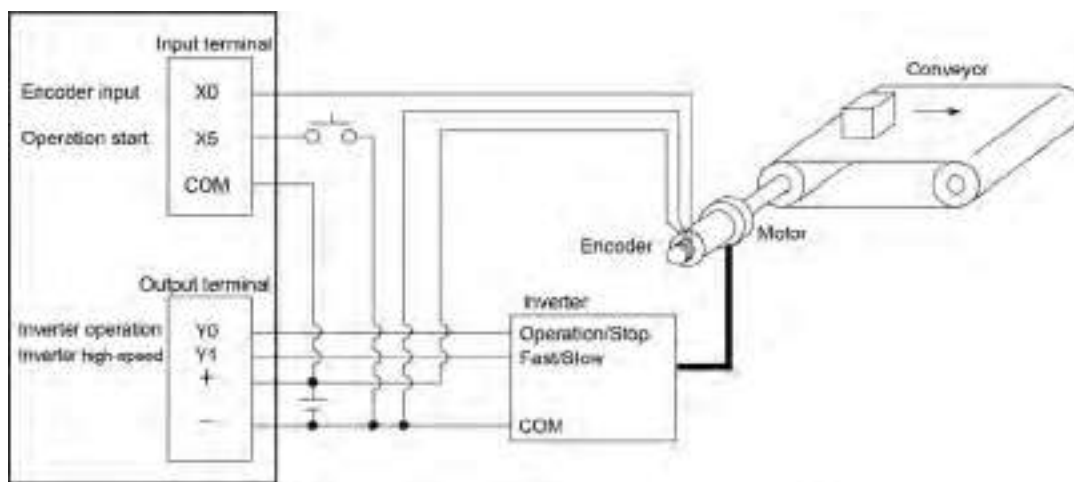 Input terminal
Encoder input
X0
Operation start
X5
COM
Conveyor
Encoder
Motor
Output terminal
Inverter
Inverter operation
Y0
Operation/Stop
Inverter high-speed
Y1
Fast/Slow
+
−
COM